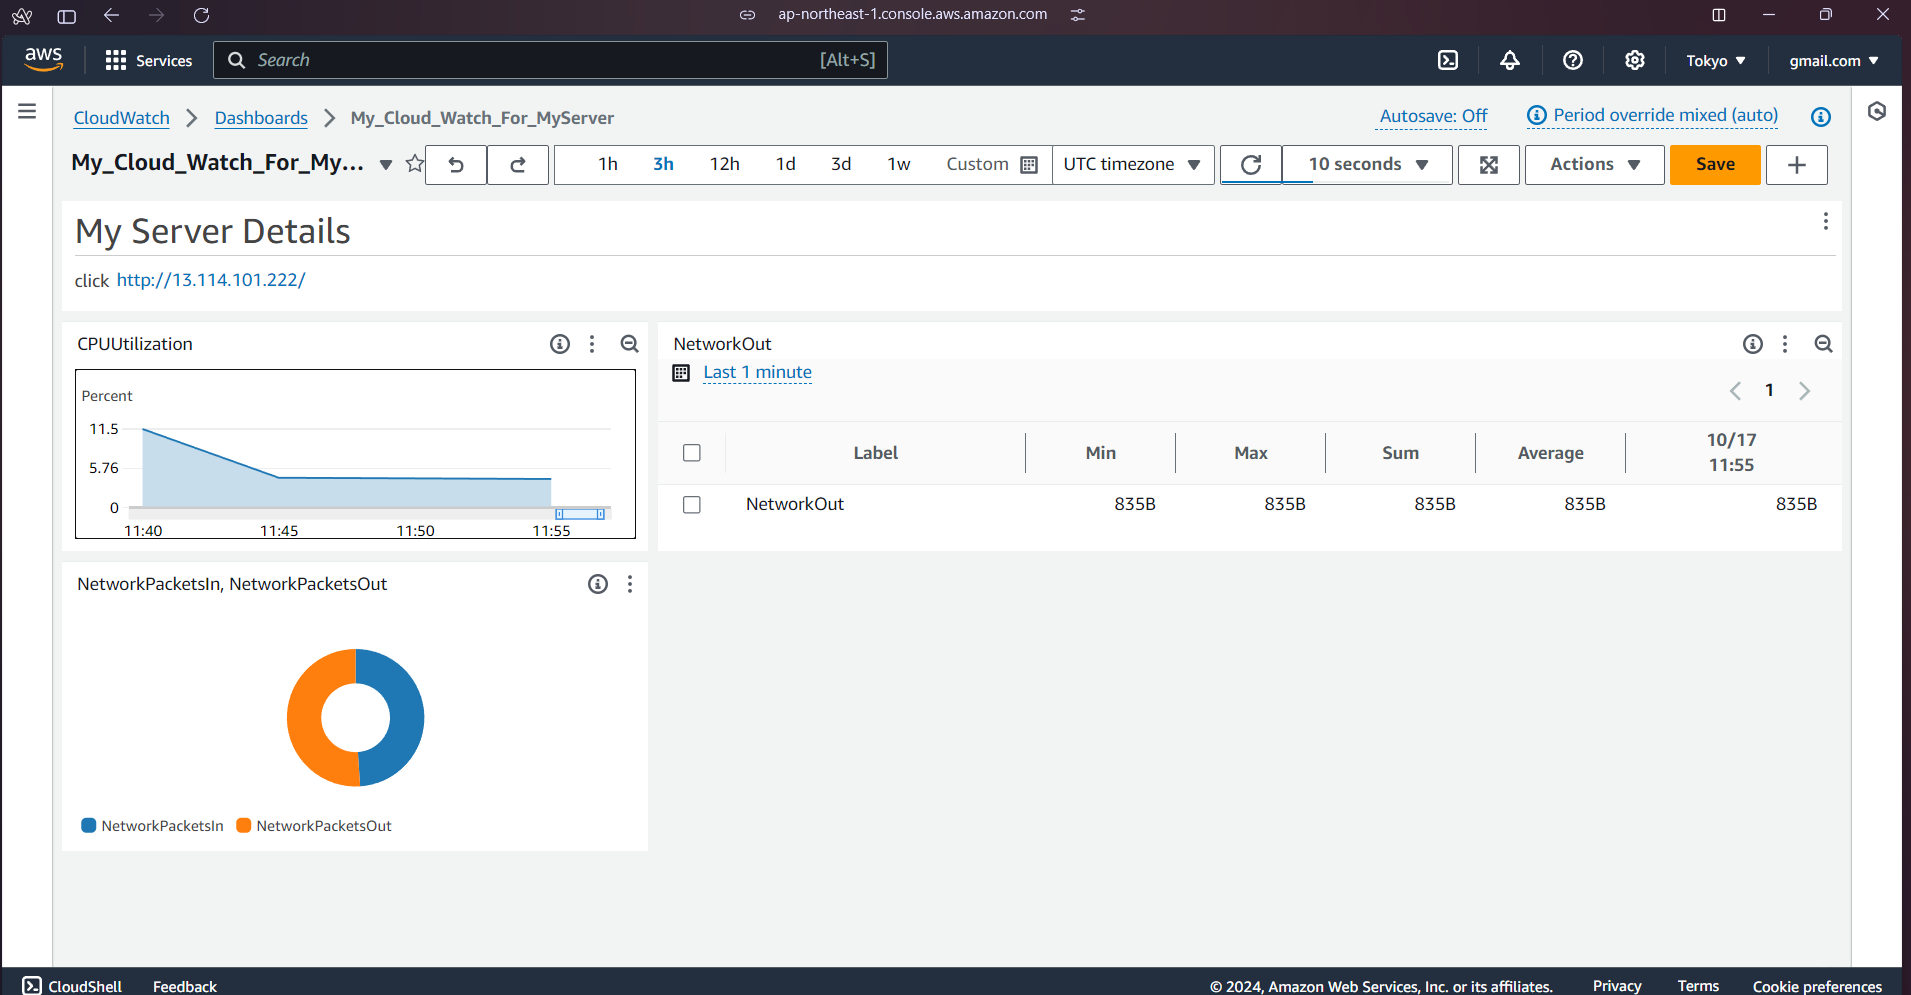 ap-northeast-1.console.aws.amazon.com
aws Services Search [Alt+S] Tokyo gmail.com
CloudWatch Dashboards My_Cloud_Watch_For_MyServer Autosave: Off Period override mixed (auto)
My_Cloud_Watch_For_My... 1h 3h 12h 1d 3d 1w Custom UTC timezone 10 seconds Actions Save
My Server Details
click http://13.114.101.222/
CPUUtilization
Percent
11.5
5.76
0
11:40 11:45 11:50 11:55
NetworkOut
Last 1 minute
1
Label Min Max Sum Average 10/17
11:55
NetworkOut 835B 835B 835B 835B 835B
NetworkPacketsIn, NetworkPacketsOut
NetworkPacketsIn NetworkPacketsOut
CloudShell Feedback © 2024, Amazon Web Services, Inc. or its affiliates. Privacy Terms Cookie preferences